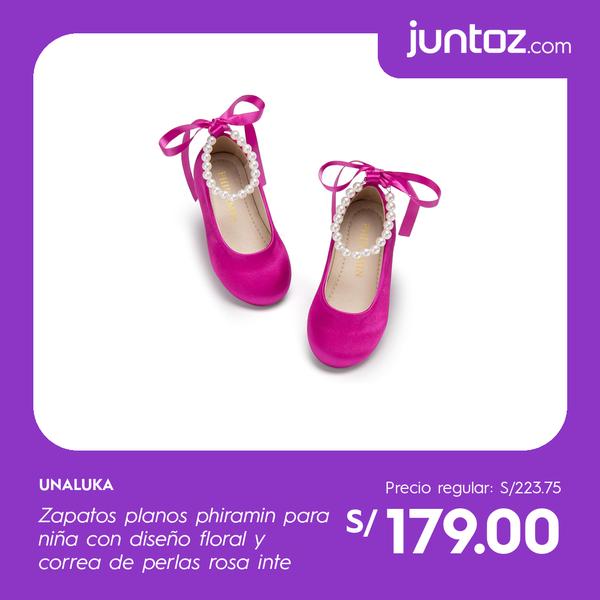 juntoz.com
UNALUKA
Zapatos planos phiramin para
niña con diseño floral y
correa de perlas rosa inte
Precio regular: S/223.75
S/179.00